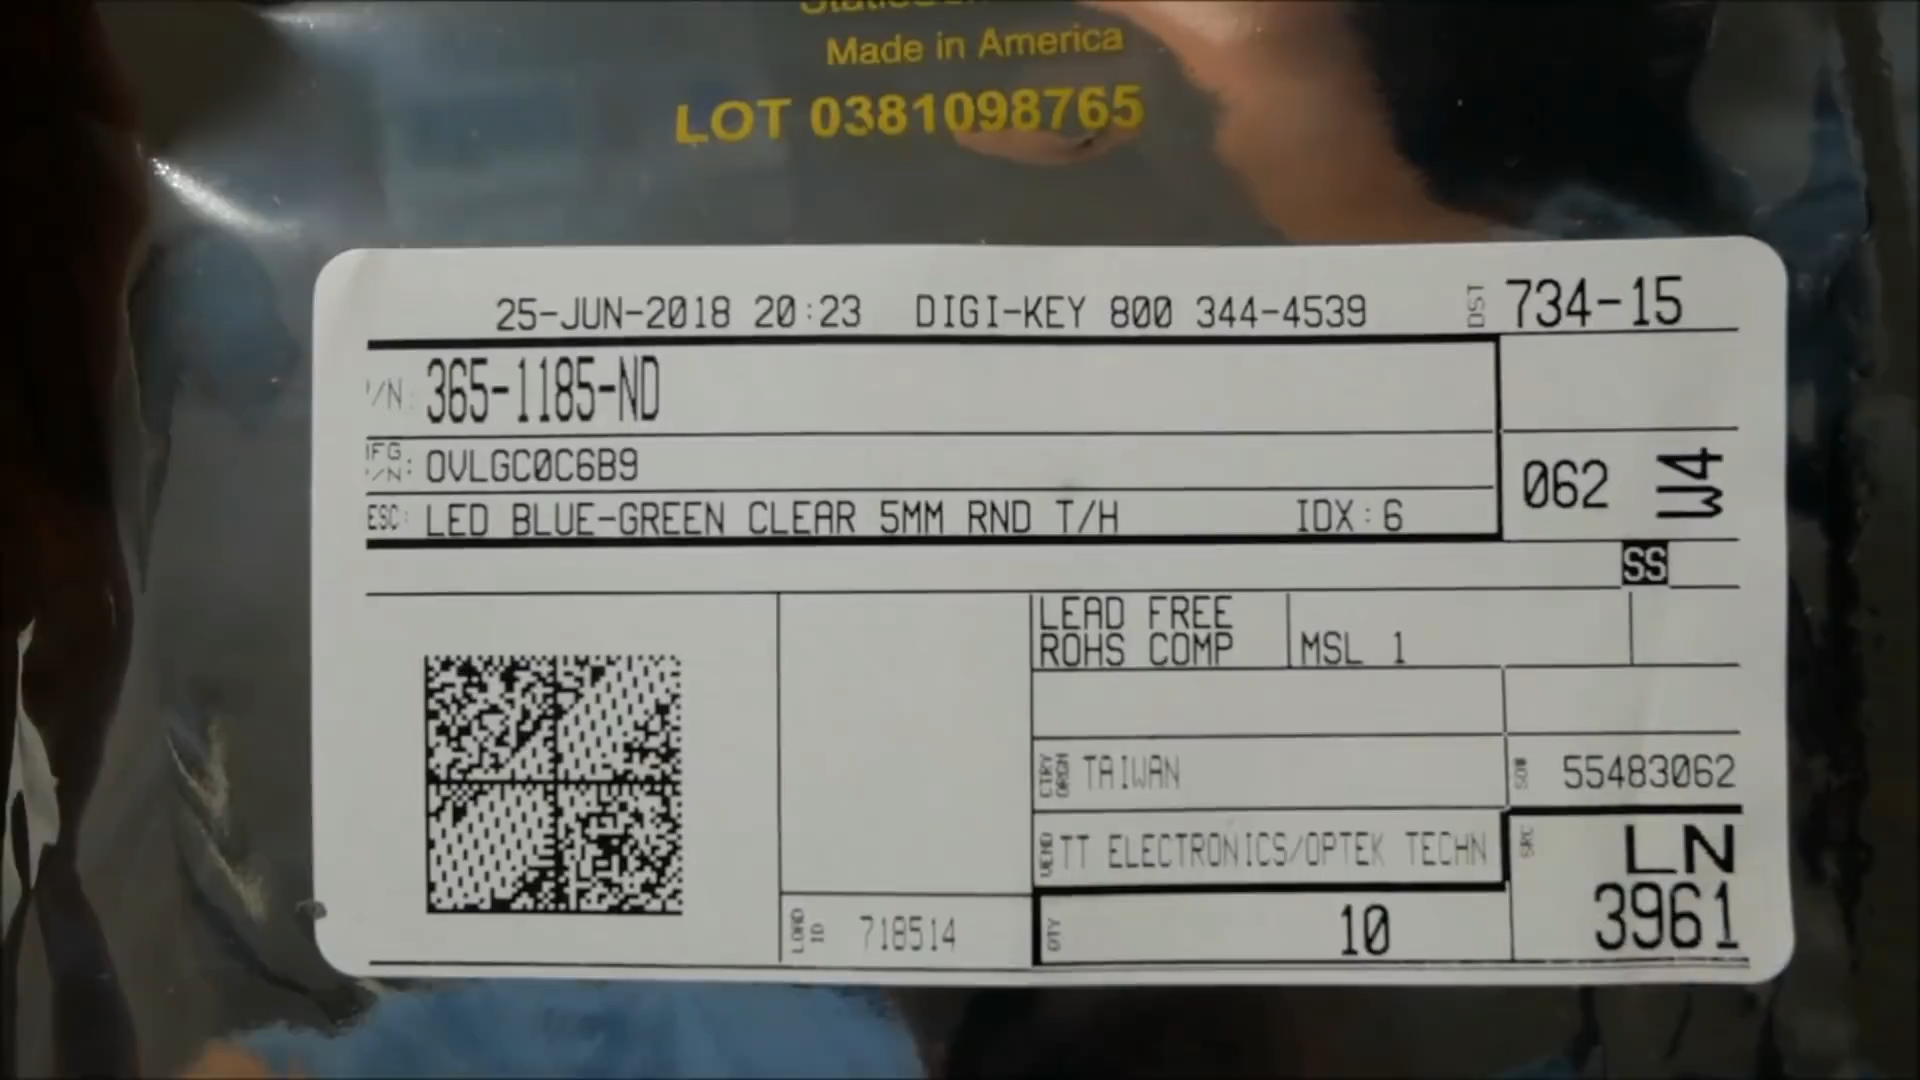 Made in America
LOT 0381098765
25-JUN-2018 20:23 DIGI-KEY 800 344-4539 DST 734-15
/N: 365-1185-ND
FG /N: OVLGC0C6B9
062 W4
ESC: LED BLUE-GREEN CLEAR 5MM RND T/H IDX:6
SS
LEAD FREE
ROHS COMP MSL 1
CTRY ORGN TAIWAN SO# 55483062
VEND TT ELECTRONICS/OPTEK TECHN SRC LN
3961
LOAD ID 718514 QTY 10